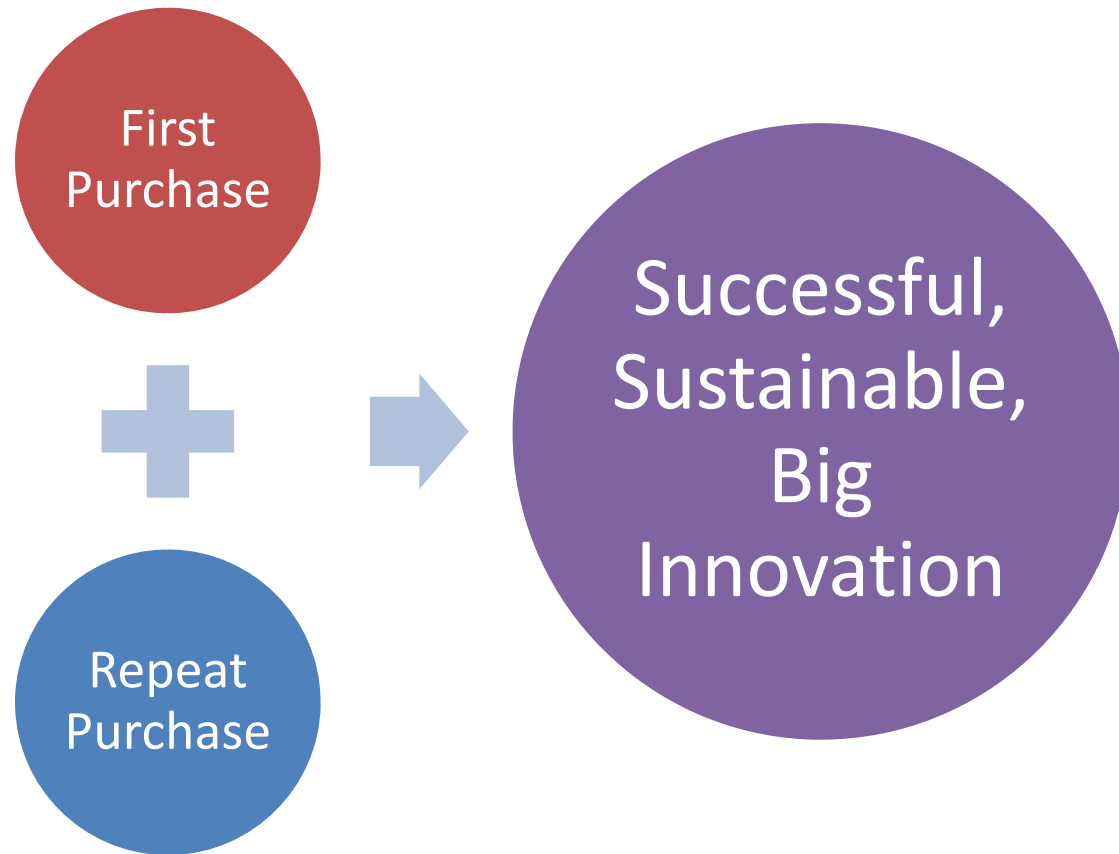 First
Purchase
Repeat
Purchase
Successful,
Sustainable,
Big
Innovation